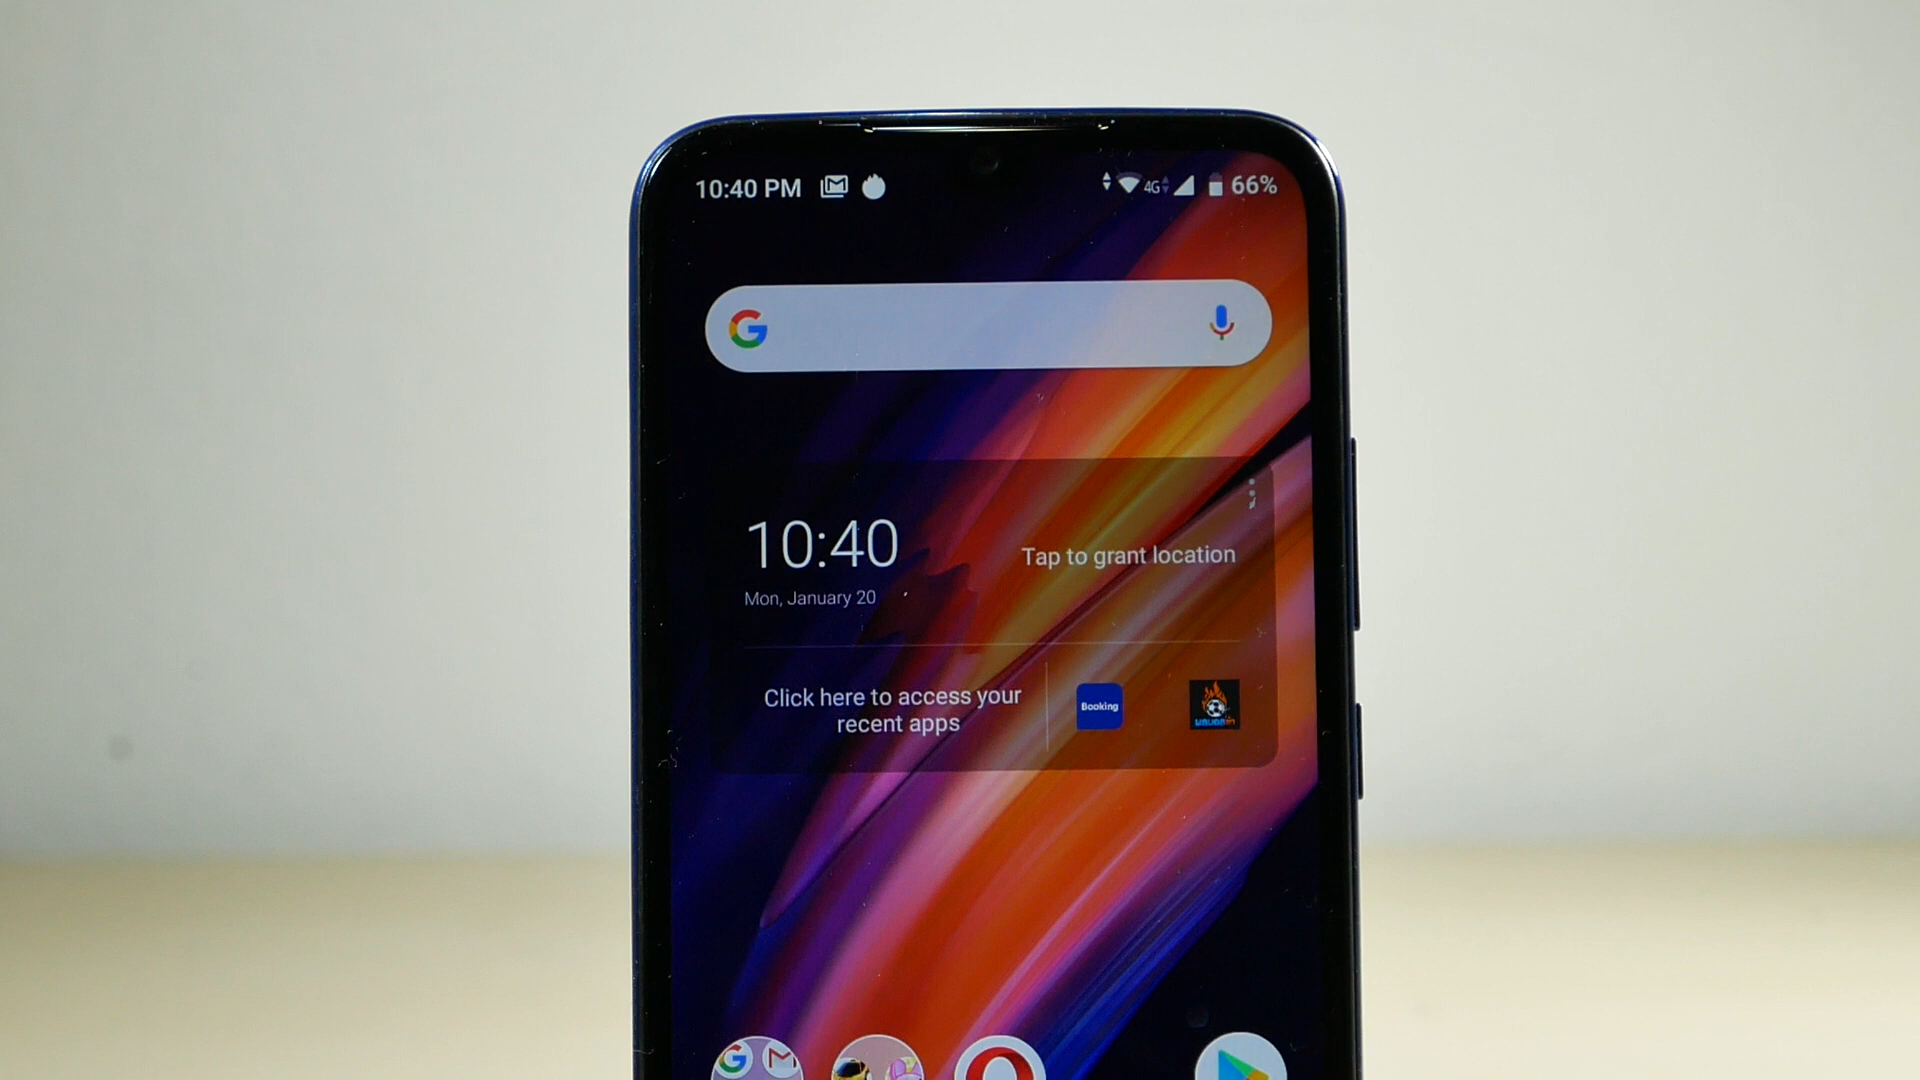 10:40 PM
4G 66%
10:40
Tap to grant location
Mon, January 20
Click here to access your
recent apps
Booking